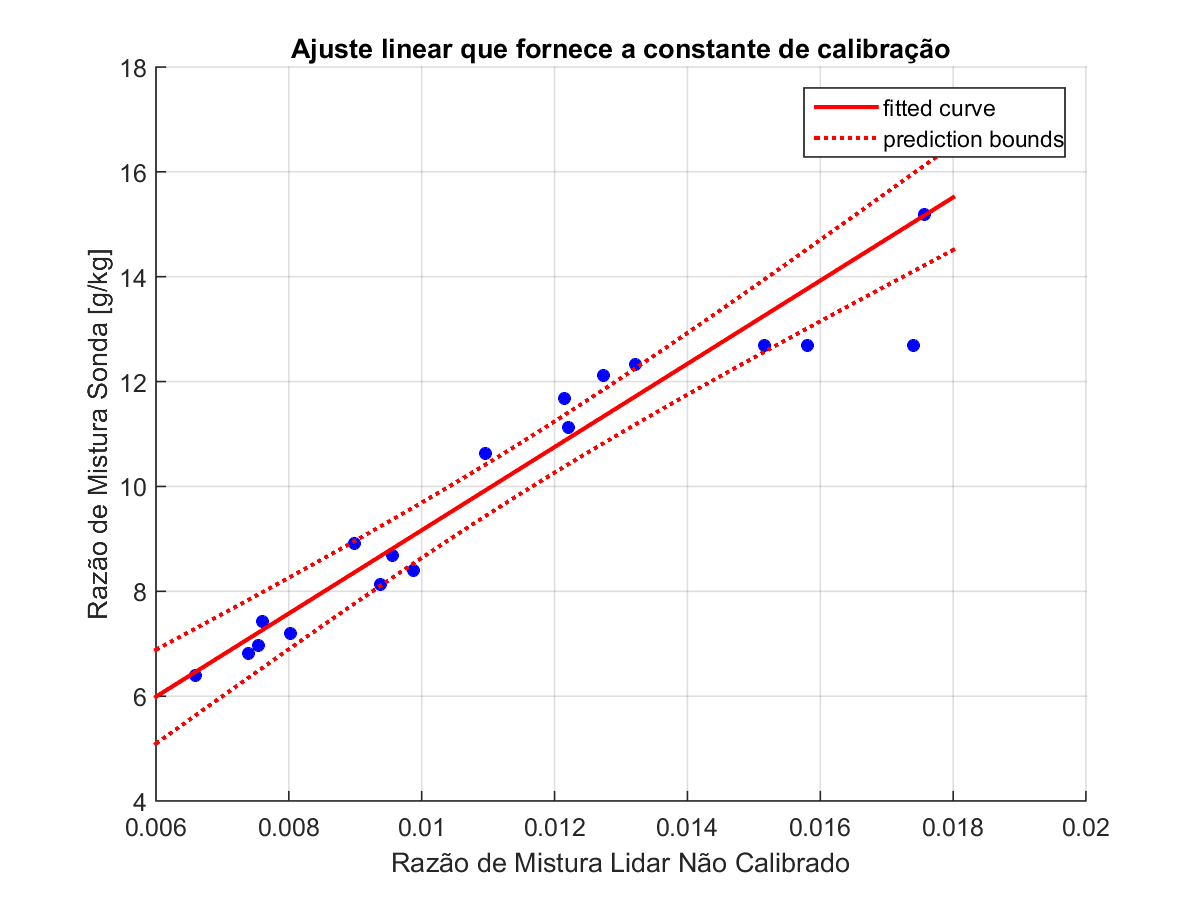 Ajuste linear que fornece a constante de calibração
fitted curve
prediction bounds
18
16
14
12
10
8
6
4
Razão de Mistura Sonda [g/kg]
0.006 0.008 0.01 0.012 0.014 0.016 0.018 0.02
Razão de Mistura Lidar Não Calibrado